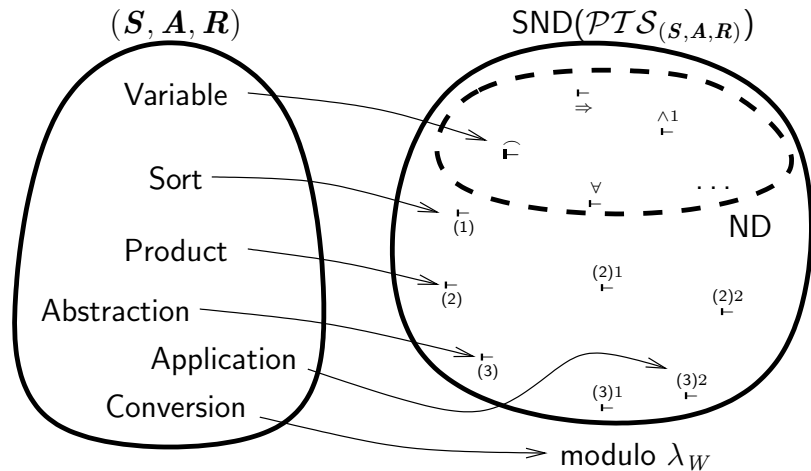 (S, A, R)
SND(𝒫𝒯𝒮(S,A,R))
Variable
⊢
⇒
∧1
⊢
⌢
⊢
Sort
∀
⊢
· · ·
⊢
(1)
ND
Product
⊢
(2)
(2)1
⊢
(2)2
⊢
Abstraction
⊢
(3)
Application
(3)1
⊢
(3)2
⊢
Conversion
modulo λW